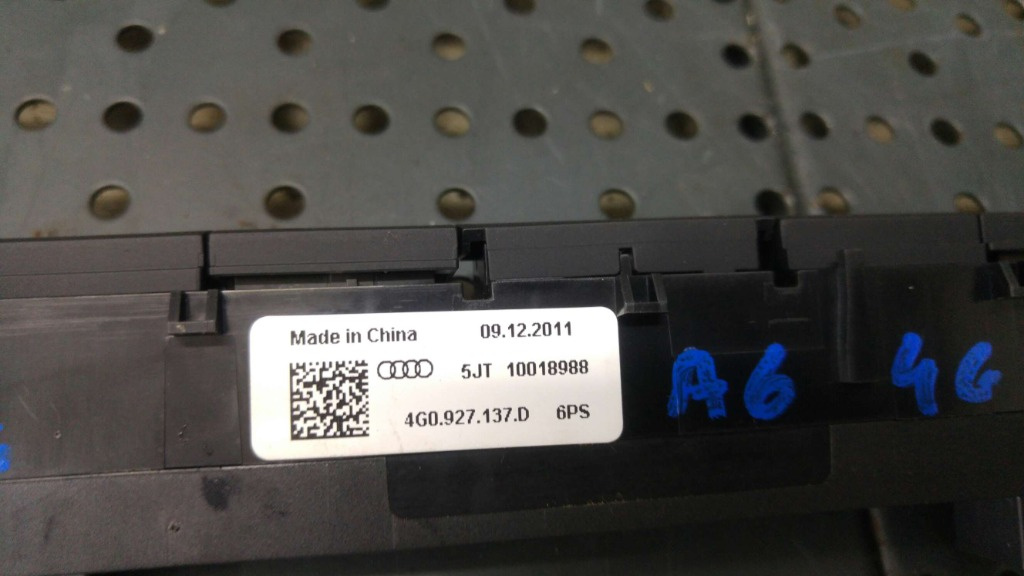 Made in China 09.12.2011
5JT 10018988
4G0.927.137.D 6PS
A6 4G